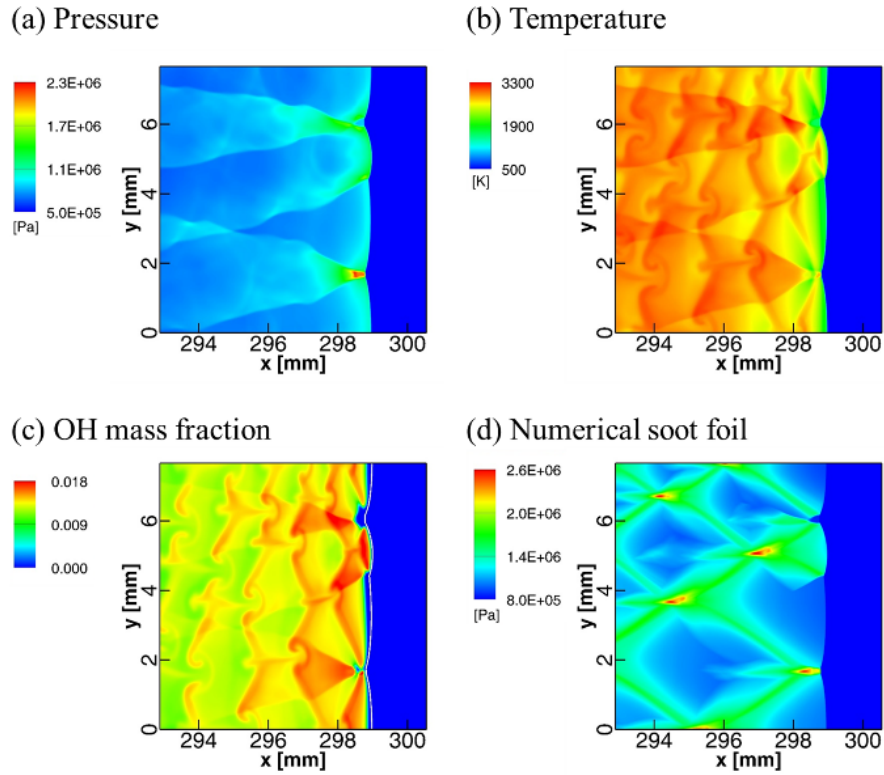 (a) Pressure
(b) Temperature
2.3E+06
1.7E+06
1.1E+06
5.0E+05
[Pa]
y [mm]
6
4
2
0
294
296
298
300
x [mm]
3300
1900
500
[K]
y [mm]
6
4
2
0
294
296
298
300
x [mm]
(c) OH mass fraction
(d) Numerical soot foil
0.018
0.009
0.000
y [mm]
6
4
2
0
294
296
298
300
x [mm]
2.6E+06
2.0E+06
1.4E+06
8.0E+05
[Pa]
y [mm]
6
4
2
0
294
296
298
300
x [mm]